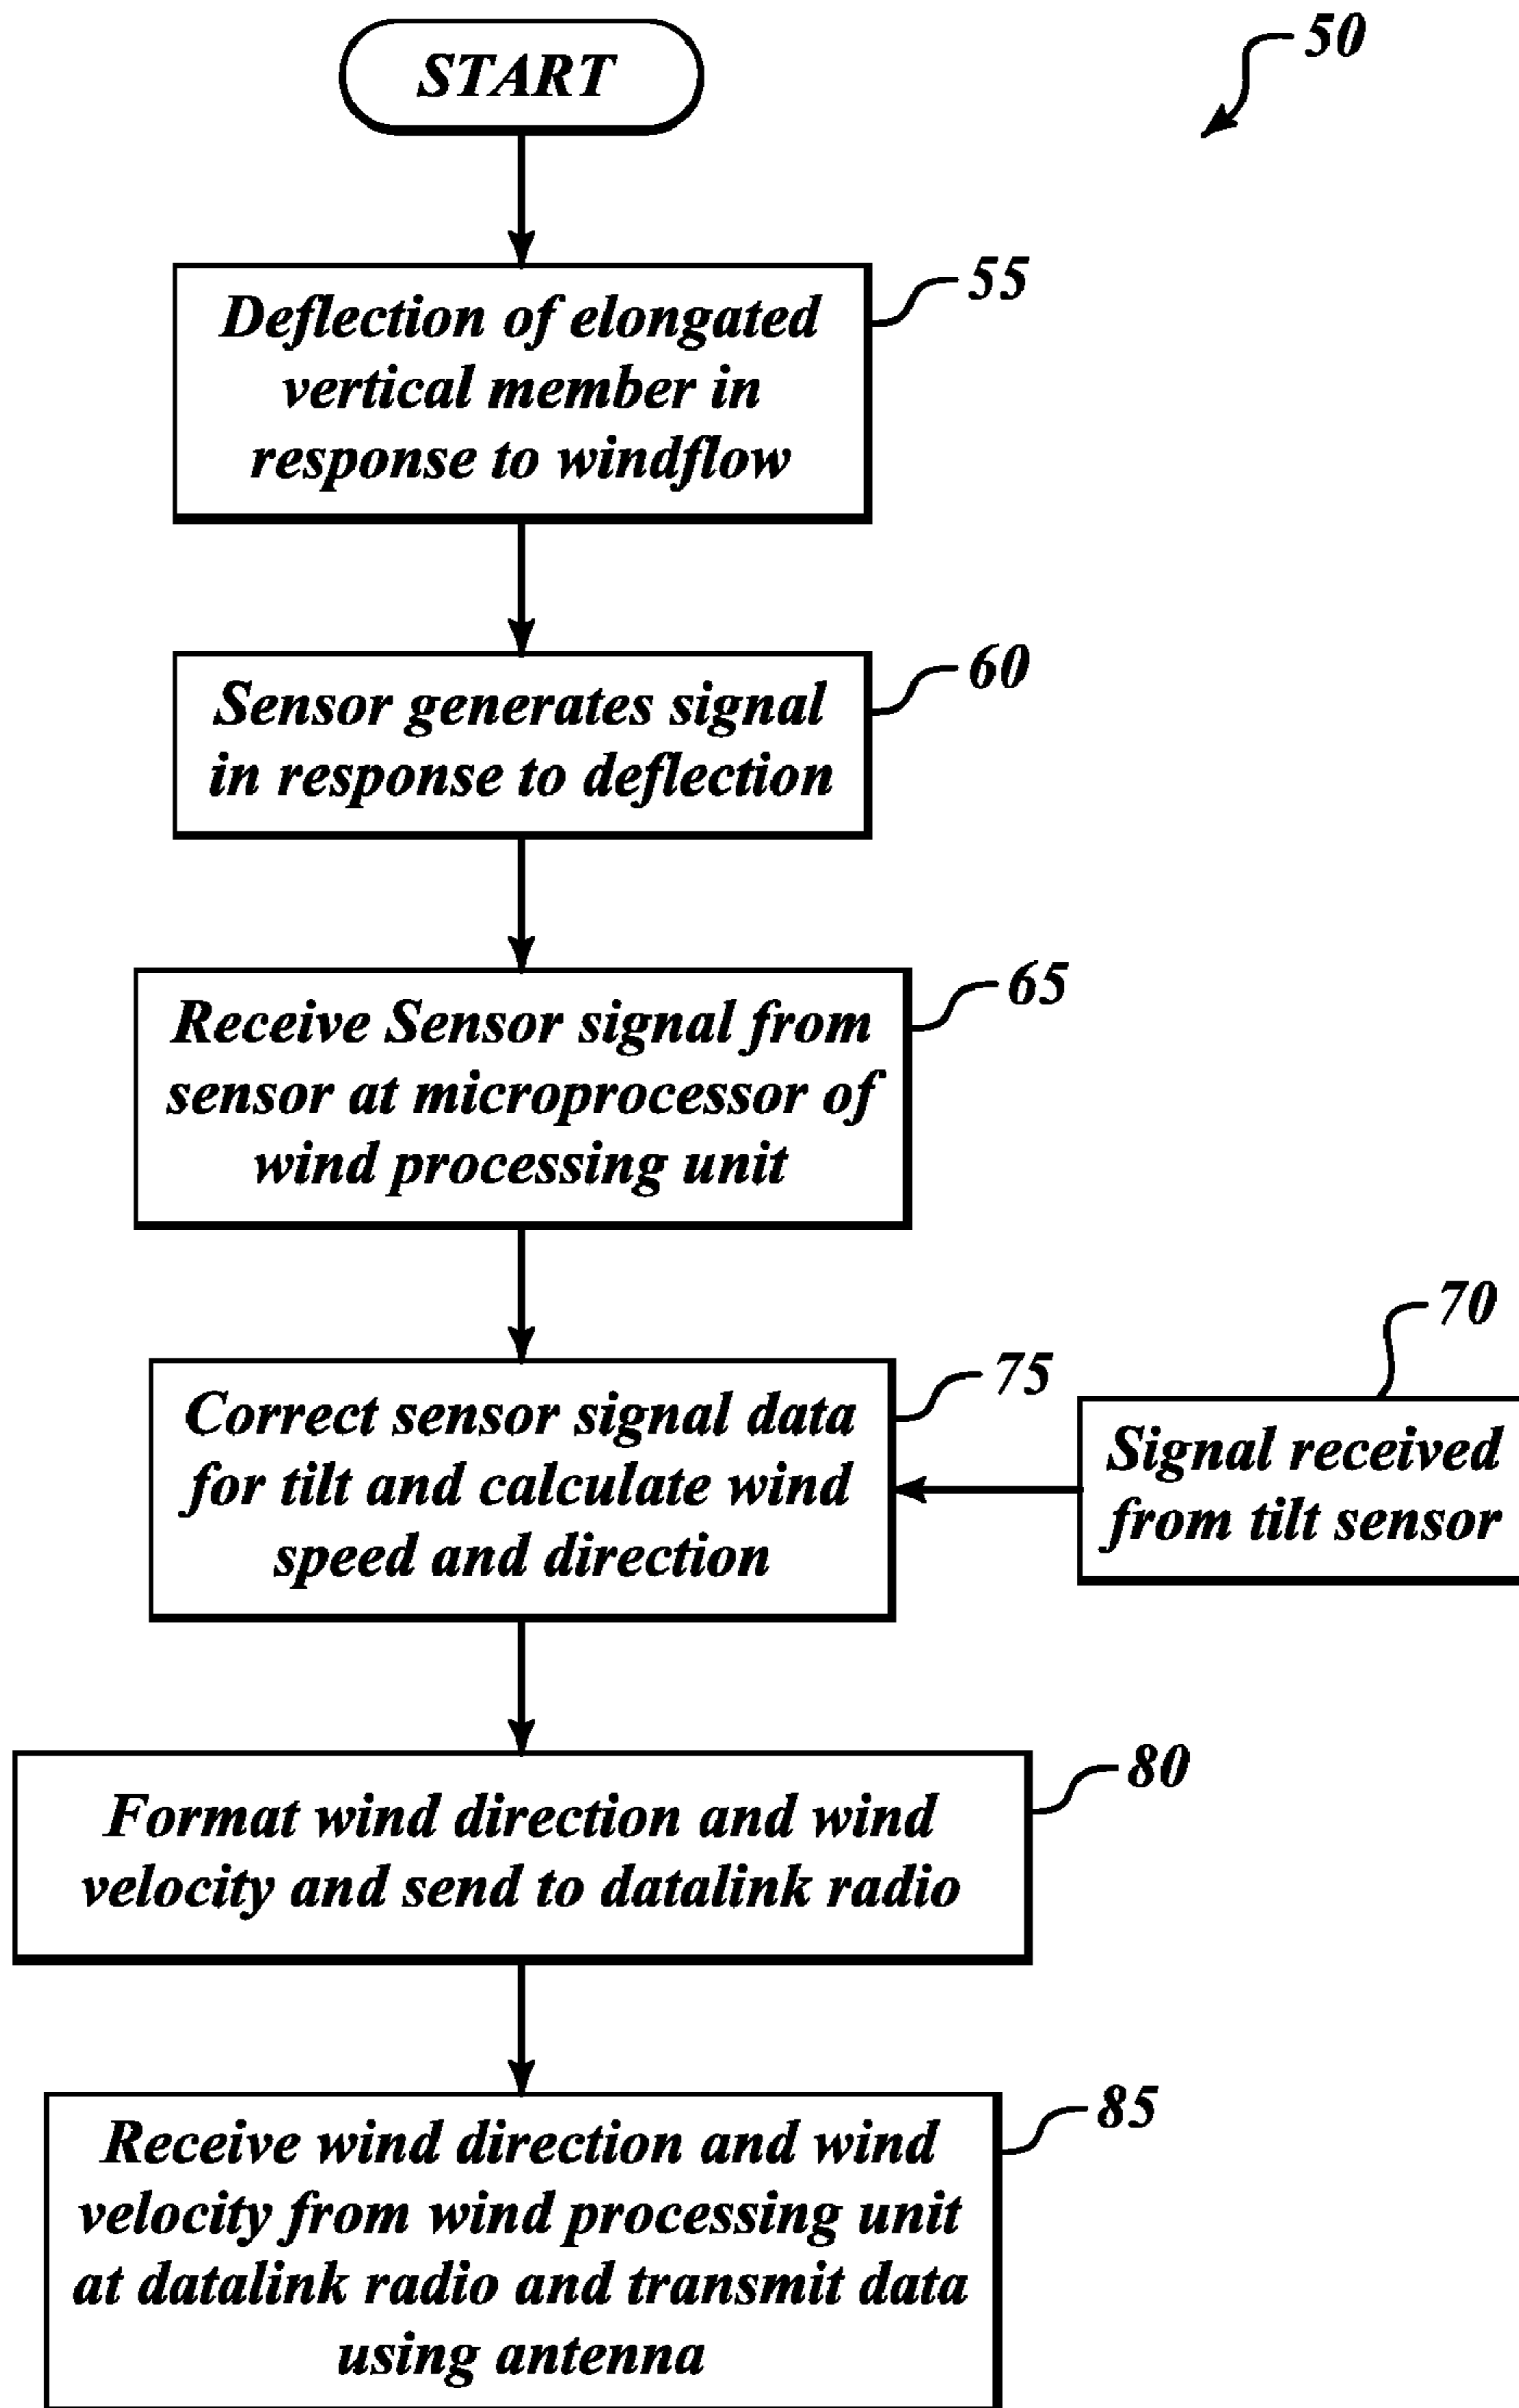 START
50
Deflection of elongated
vertical member in
response to windflow
55
Sensor generates signal
in response to deflection
60
Receive Sensor signal from
sensor at microprocessor of
wind processing unit
65
Correct sensor signal data
for tilt and calculate wind
speed and direction
75
Signal received
from tilt sensor
70
Format wind direction and wind
velocity and send to datalink radio
80
Receive wind direction and wind
velocity from wind processing unit
at datalink radio and transmit data
using antenna
85